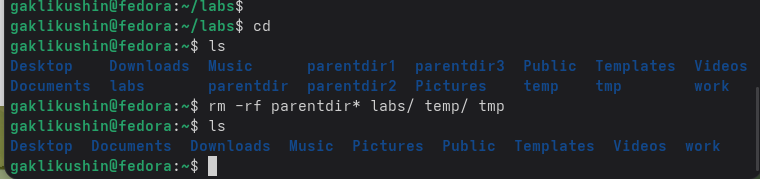 gaklikushin@fedora:~/labs$
gaklikushin@fedora:~/labs$ cd
gaklikushin@fedora:~$ ls
Desktop    Downloads  Music      parentdir1  parentdir3  Public  Templates  Videos
Documents  labs       parentdir  parentdir2  Pictures    temp    tmp        work
gaklikushin@fedora:~$ rm -rf parentdir* labs/ temp/ tmp
gaklikushin@fedora:~$ ls
Desktop  Documents  Downloads  Music  Pictures  Public  Templates  Videos  work
gaklikushin@fedora:~$